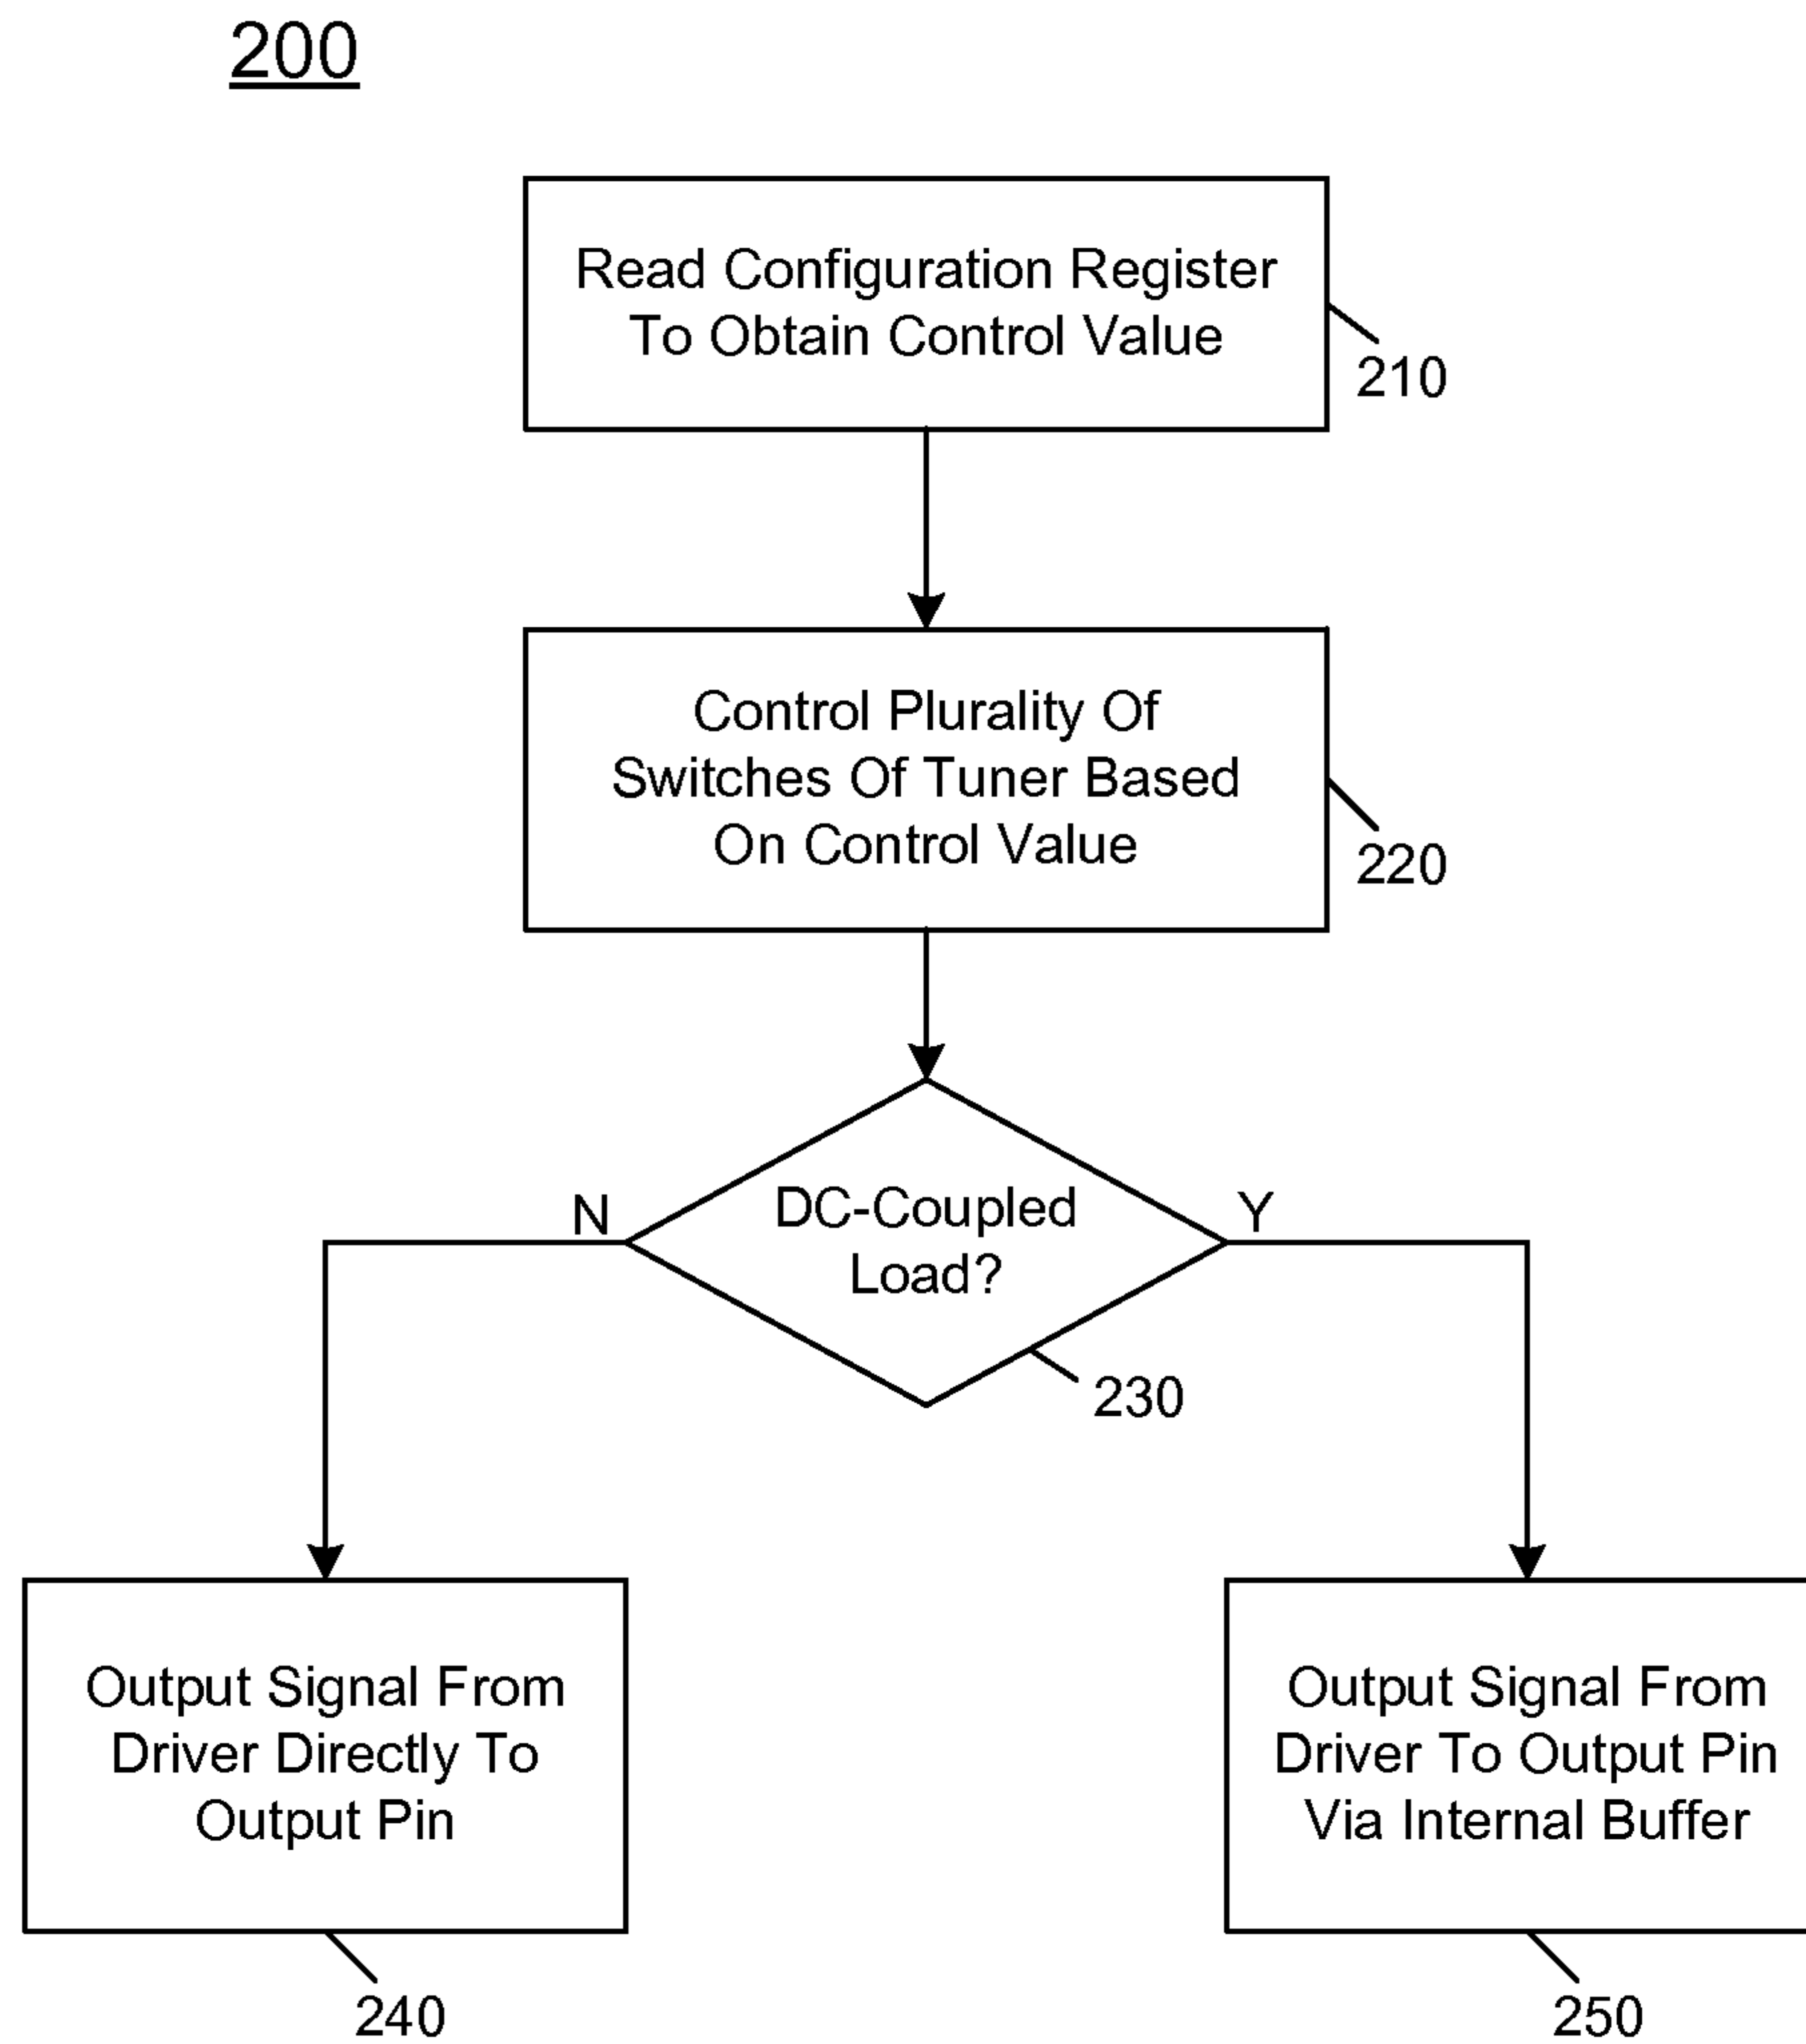 200
Read Configuration Register
To Obtain Control Value
210
Control Plurality Of
Switches Of Tuner Based
On Control Value
220
DC-Coupled
Load?
N
Y
230
Output Signal From
Driver Directly To
Output Pin
240
Output Signal From
Driver To Output Pin
Via Internal Buffer
250